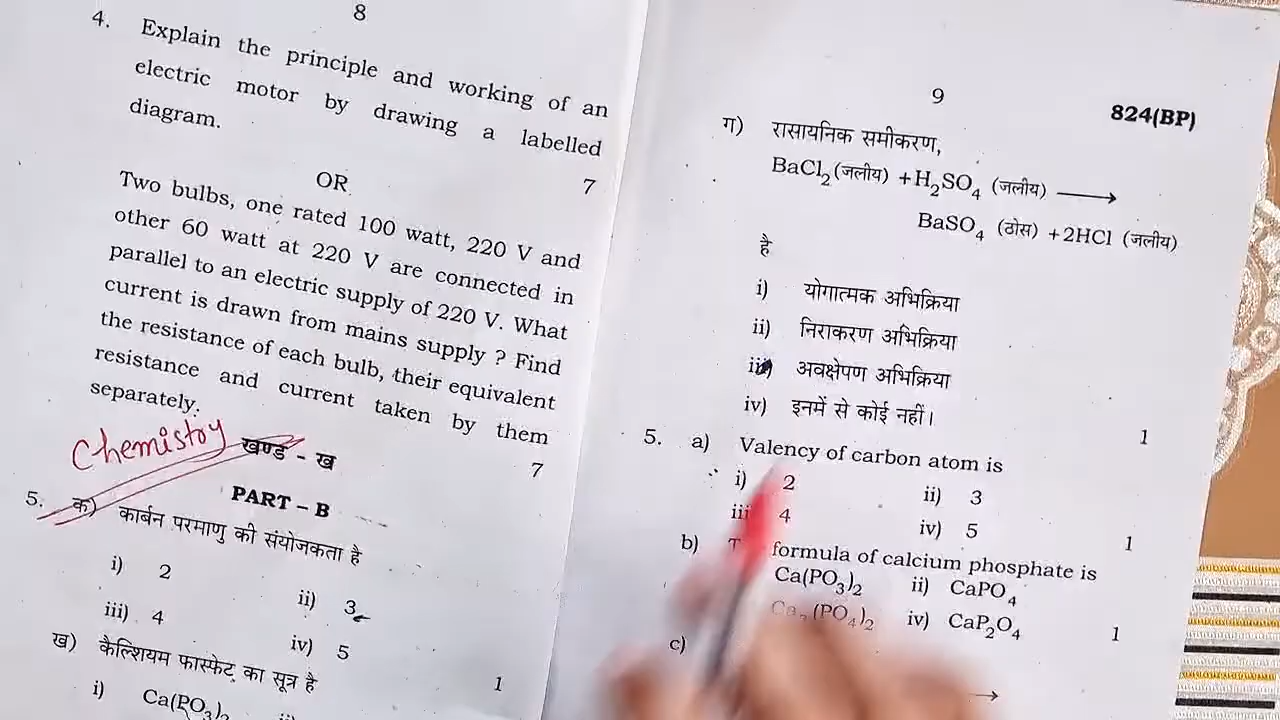 8
4. Explain the principle and working of an
electric motor by drawing a labelled
diagram.
7
OR
Two bulbs, one rated 100 watt, 220 V and
other 60 watt at 220 V are connected in
parallel to an electric supply of 220 V. What
current is drawn from mains supply ? Find
the resistance of each bulb, their equivalent
resistance and current taken by them
separately.
7
Chemistry
खण्ड - ख
PART – B
5. क) कार्बन परमाणु की संयोजकता है
i) 2 ii) 3
iii) 4 iv) 5
1
ख) कैल्शियम फास्फेट का सूत्र है
i) Ca(PO3)2
9
824(BP)
ग) रासायनिक समीकरण,
BaCl2 (जलीय) + H2SO4 (जलीय) ⟶
BaSO4 (ठोस) + 2HCl (जलीय)
है
i) योगात्मक अभिक्रिया
ii) निराकरण अभिक्रिया
iii) अवक्षेपण अभिक्रिया
iv) इनमें से कोई नहीं।
1
5. a) Valency of carbon atom is
i) 2 ii) 3
4 iv) 5
1
b) formula of calcium phosphate is
Ca(PO3)2 ii) CaPO4
Ca3(PO4)2 iv) CaP2O4
1
c)
⟶